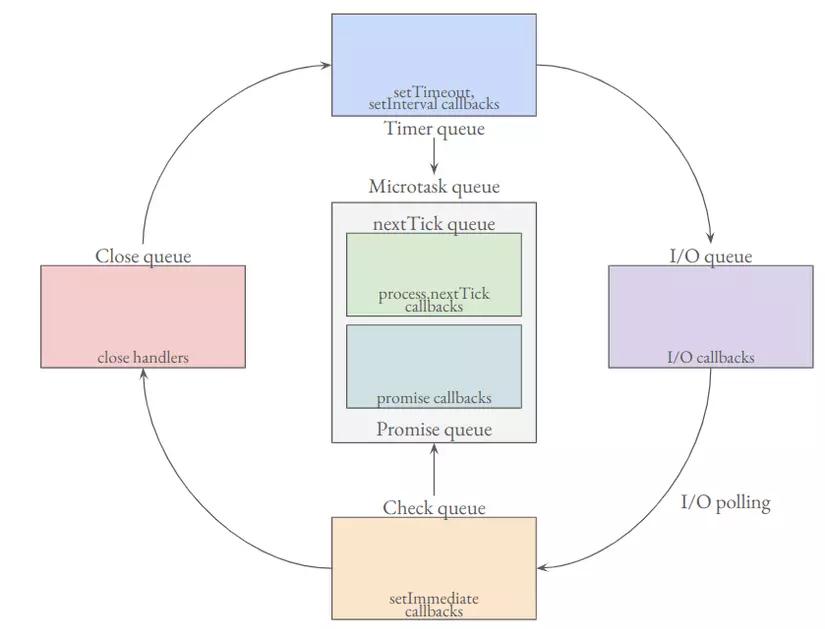 setTimeout,
setInterval callbacks
Timer queue
Microtask queue
nextTick queue
process.nextTick
callbacks
promise callbacks
Promise queue
Close queue
close handlers
I/O queue
I/O callbacks
I/O polling
Check queue
setImmediate
callbacks